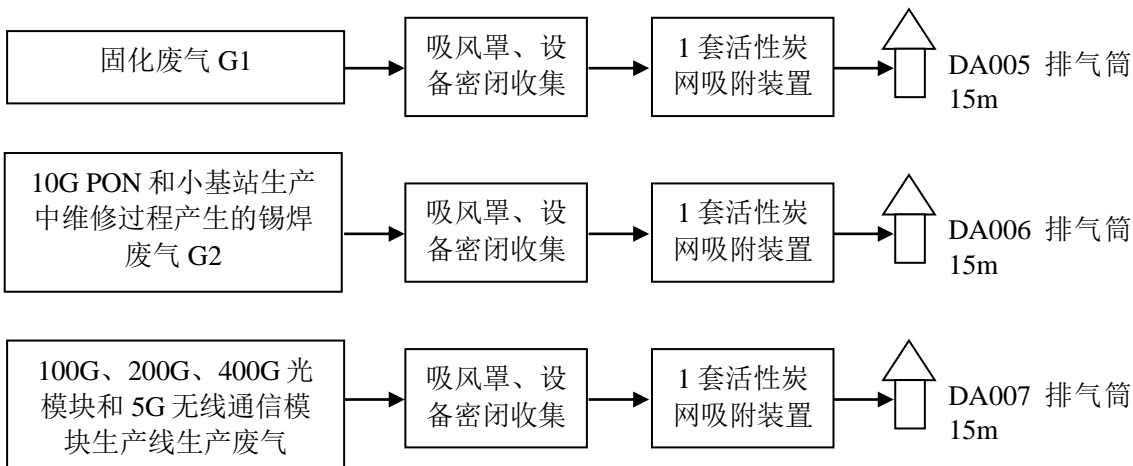 固化废气 G1
吸风罩、设
备密闭收集
1 套活性炭
网吸附装置
DA005 排气筒
15m
10G PON 和小基站生产
中维修过程产生的锡焊
废气 G2
吸风罩、设
备密闭收集
1 套活性炭
网吸附装置
DA006 排气筒
15m
100G、200G、400G 光
模块和 5G 无线通信模
块生产线生产废气
吸风罩、设
备密闭收集
1 套活性炭
网吸附装置
DA007 排气筒
15m